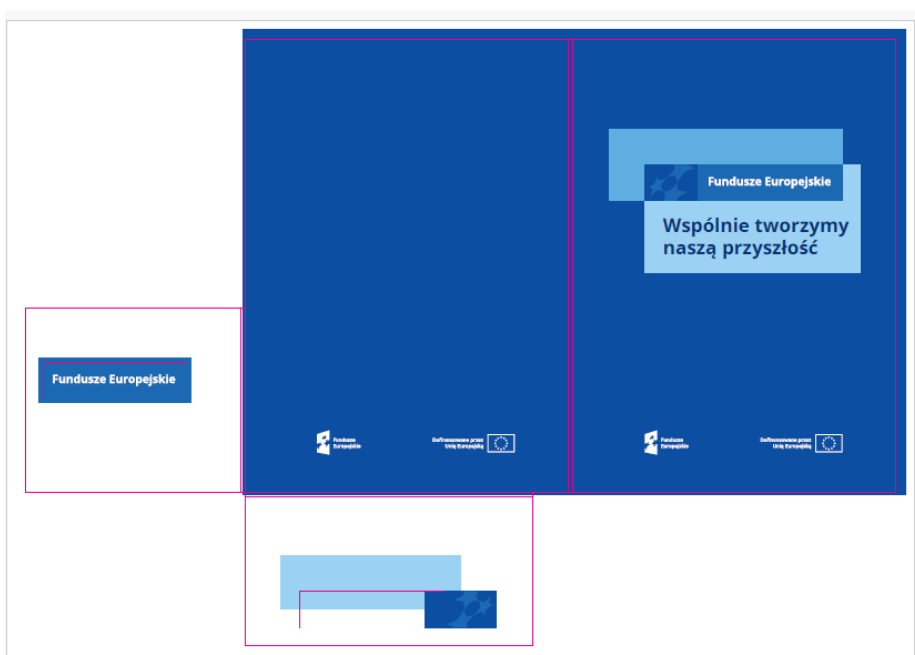 Fundusze Europejskie
Wspólnie tworzymy
naszą przyszłość
Fundusze Europejskie
Fundusze
Europejskie
Dofinansowane przez
Unię Europejską
Fundusze
Europejskie
Dofinansowane przez
Unię Europejską